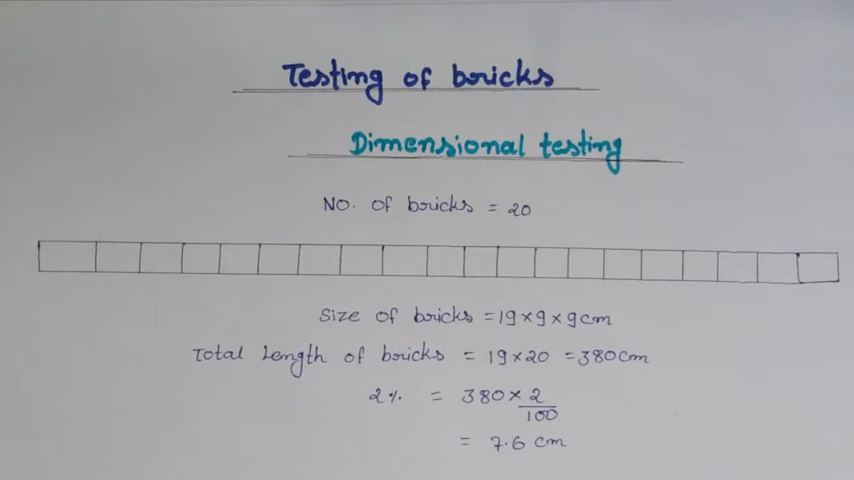 Testing of bricks
Dimensional testing
No. of bricks = 20
Size of bricks = 19 × 9 × 9 cm
Total Length of bricks = 19 × 20 = 380 cm
2% = 380 × 2/100
= 7.6 cm